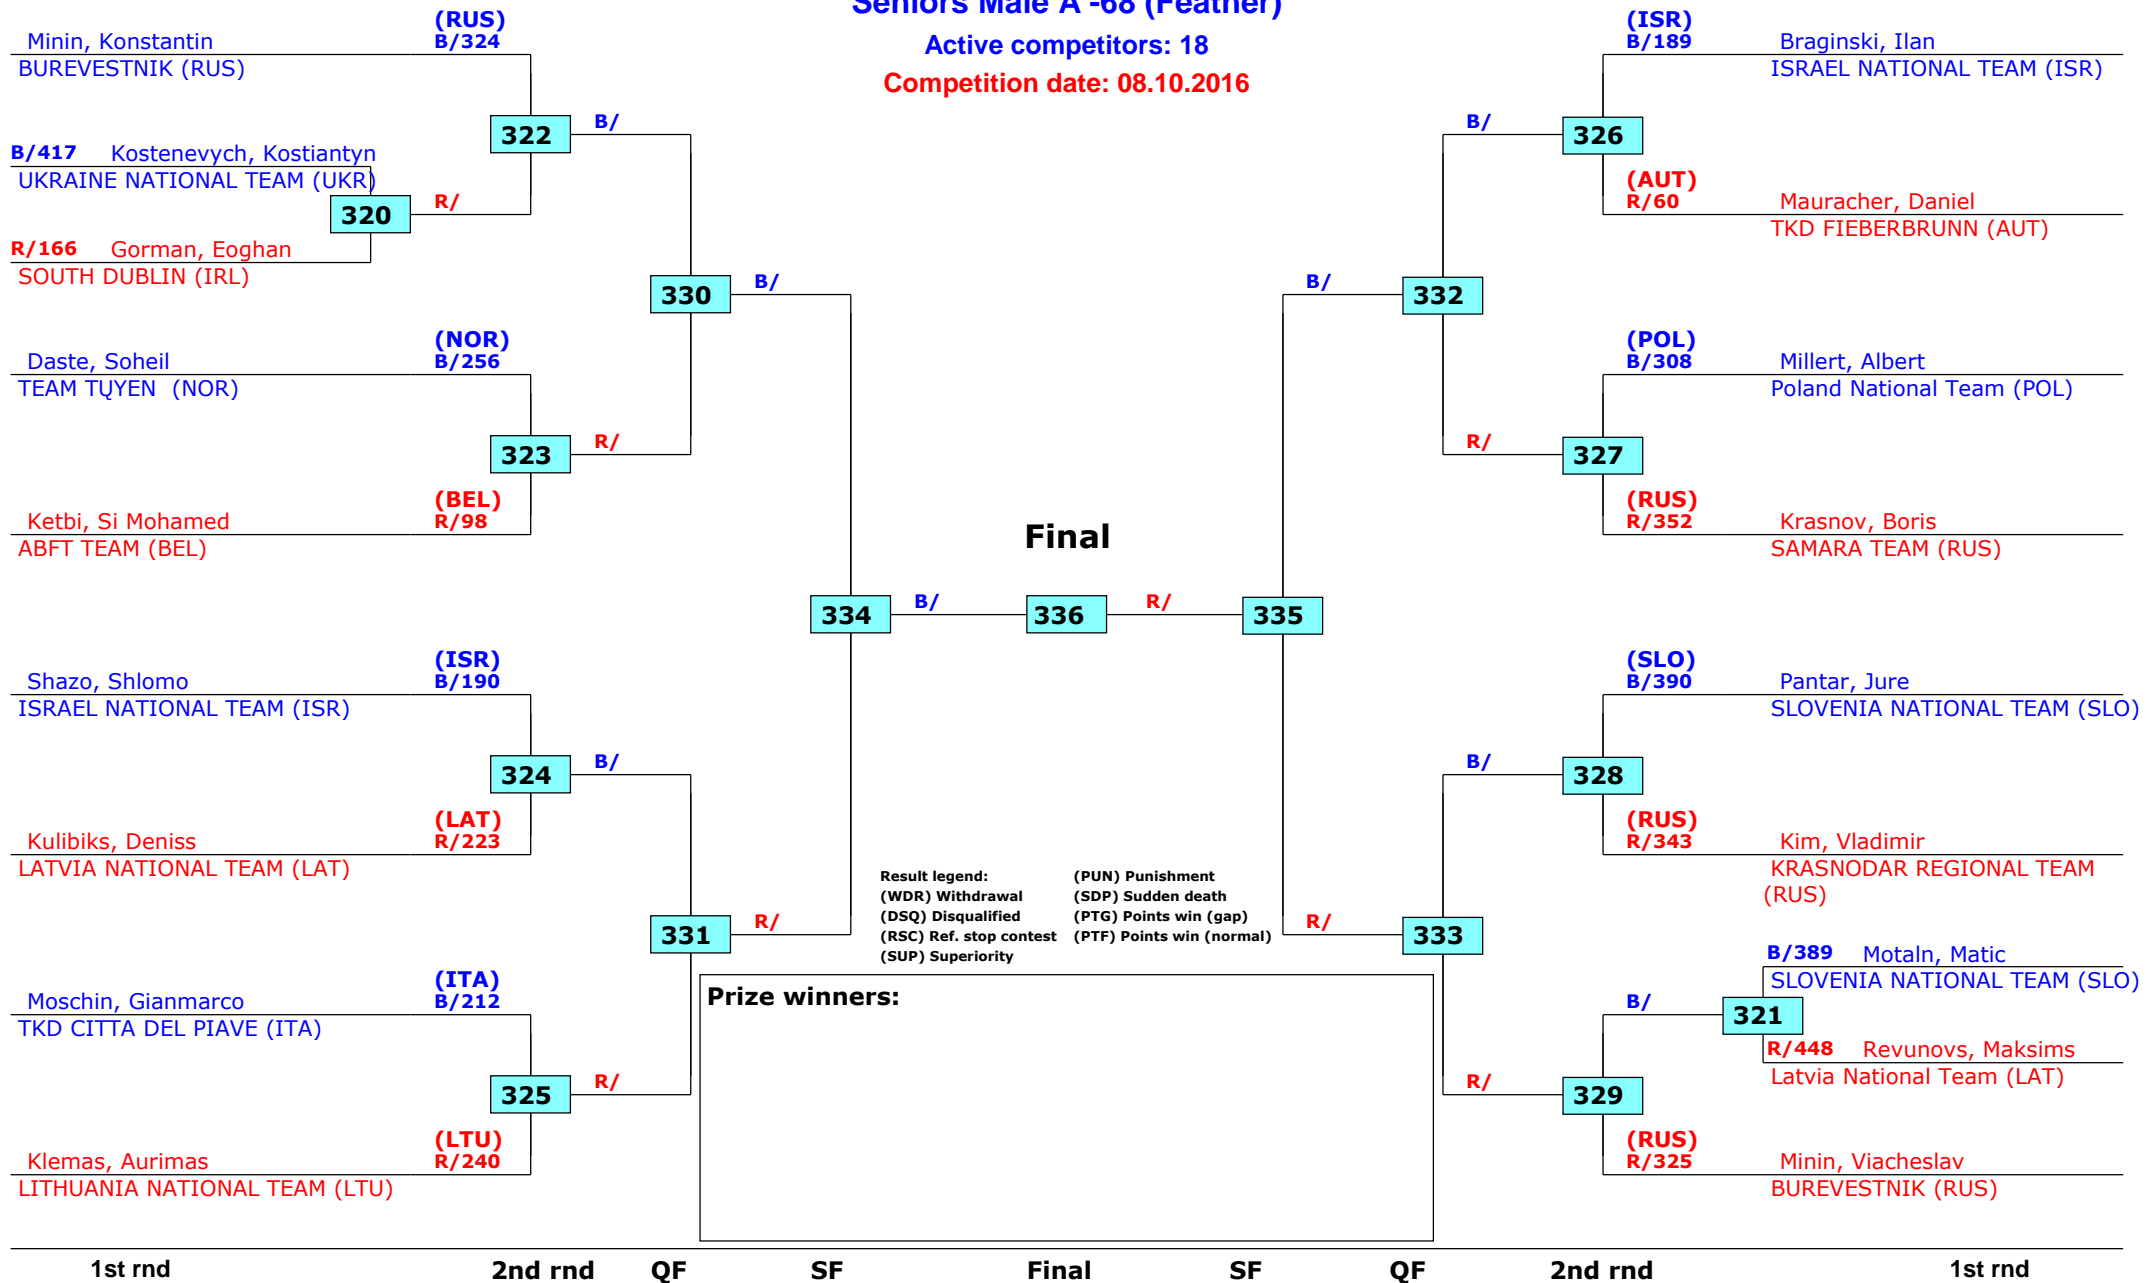 Seniors Male A -68 (Feather)
Active competitors: 18
Competition date: 08.10.2016
(RUS)
Minin, Konstantin B/324
BUREVESTNIK (RUS)
322
B/
B/417 Kostenevych, Kostiantyn
UKRAINE NATIONAL TEAM (UKR)
320
R/
R/166 Gorman, Eoghan
SOUTH DUBLIN (IRL)
330
B/
(NOR)
Daste, Soheil B/256
TEAM TỤYEN (NOR)
323
R/
(BEL)
Ketbi, Si Mohamed R/98
ABFT TEAM (BEL)
334
B/
(ISR)
Shazo, Shlomo B/190
ISRAEL NATIONAL TEAM (ISR)
324
B/
(LAT)
Kulibiks, Deniss R/223
LATVIA NATIONAL TEAM (LAT)
331
R/
(ITA)
Moschin, Gianmarco B/212
TKD CITTA DEL PIAVE (ITA)
325
R/
(LTU)
Klemas, Aurimas R/240
LITHUANIA NATIONAL TEAM (LTU)
Final
336
(ISR)
B/189 Braginski, Ilan
ISRAEL NATIONAL TEAM (ISR)
B/
326
(AUT)
R/60 Mauracher, Daniel
TKD FIEBERBRUNN (AUT)
B/
332
(POL)
B/308 Millert, Albert
Poland National Team (POL)
R/
327
(RUS)
R/352 Krasnov, Boris
SAMARA TEAM (RUS)
R/
335
(SLO)
B/390 Pantar, Jure
SLOVENIA NATIONAL TEAM (SLO)
B/
328
(RUS)
R/343 Kim, Vladimir
KRASNODAR REGIONAL TEAM
(RUS)
R/
333
B/389 Motaln, Matic
SLOVENIA NATIONAL TEAM (SLO)
B/
321
R/448 Revunovs, Maksims
Latvia National Team (LAT)
R/
329
(RUS)
R/325 Minin, Viacheslav
BUREVESTNIK (RUS)
Result legend: (PUN) Punishment
(WDR) Withdrawal (SDP) Sudden death
(DSQ) Disqualified (PTG) Points win (gap)
(RSC) Ref. stop contest (PTF) Points win (normal)
(SUP) Superiority
Prize winners:
1st rnd 2nd rnd QF SF Final SF QF 2nd rnd 1st rnd